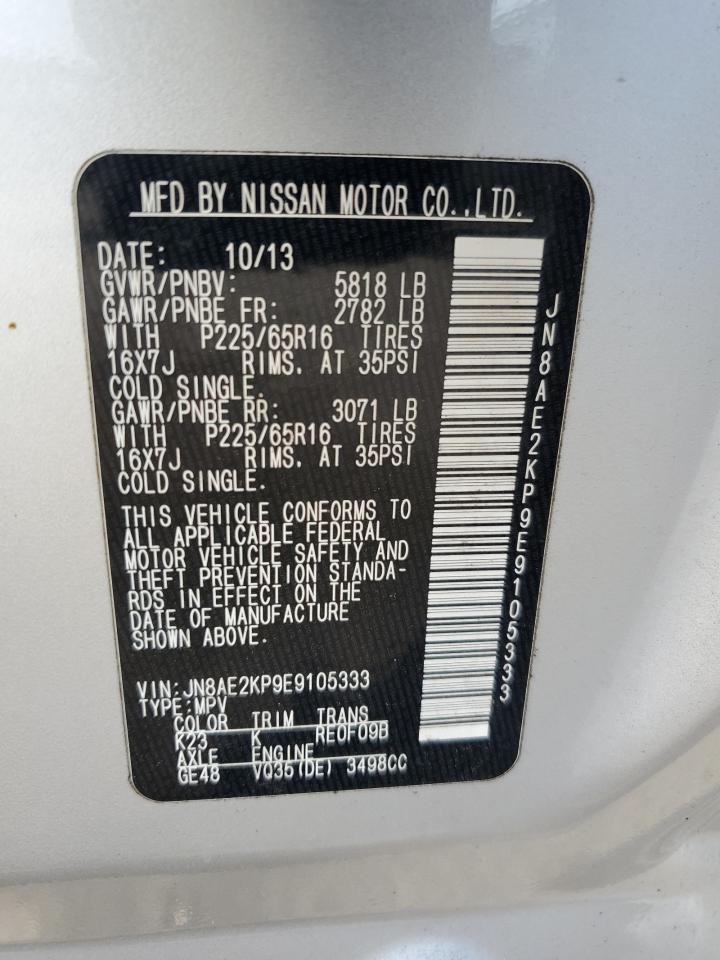 MFD BY NISSAN MOTOR CO.,LTD.
DATE: 10/13
GVWR/PNBV: 5818 LB
GAWR/PNBE FR: 2782 LB
WITH P225/65R16 TIRES
16X7J RIMS, AT 35PSI
COLD SINGLE.
GAWR/PNBE RR: 3071 LB
WITH P225/65R16 TIRES
16X7J RIMS, AT 35PSI
COLD SINGLE.
THIS VEHICLE CONFORMS TO
ALL APPLICABLE FEDERAL
MOTOR VEHICLE SAFETY AND
THEFT PREVENTION STANDA-
RDS IN EFFECT ON THE
DATE OF MANUFACTURE
SHOWN ABOVE.
VIN:JN8AE2KP9E9105333
TYPE:MPV
COLOR TRIM TRANS
K23 K RE0F09B
AXLE ENGINE
GE48 VQ35(DE) 3498CC
JN8AE2KP9E9105333